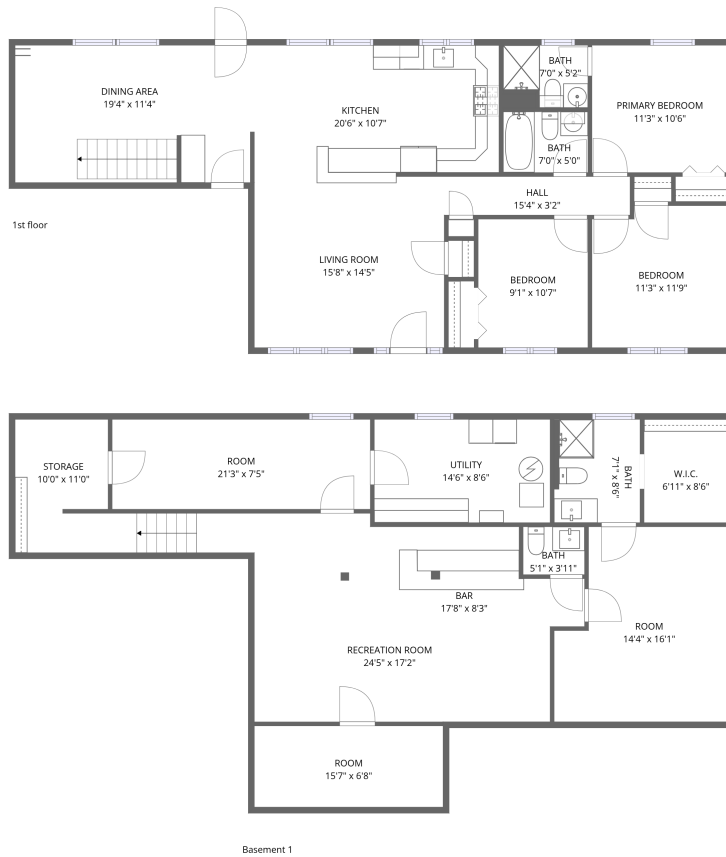 DINING AREA
19'4" x 11'4"
KITCHEN
20'6" x 10'7"
BATH
7'0" x 5'2"
PRIMARY BEDROOM
11'3" x 10'6"
BATH
7'0" x 5'0"
HALL
15'4" x 3'2"
1st floor
LIVING ROOM
15'8" x 14'5"
BEDROOM
9'1" x 10'7"
BEDROOM
11'3" x 11'9"
STORAGE
10'0" x 11'0"
ROOM
21'3" x 7'5"
UTILITY
14'6" x 8'6"
BATH
7'1" x 8'6"
W.I.C.
6'11" x 8'6"
BATH
5'1" x 3'11"
BAR
17'8" x 8'3"
ROOM
14'4" x 16'1"
RECREATION ROOM
24'5" x 17'2"
ROOM
15'7" x 6'8"
Basement 1